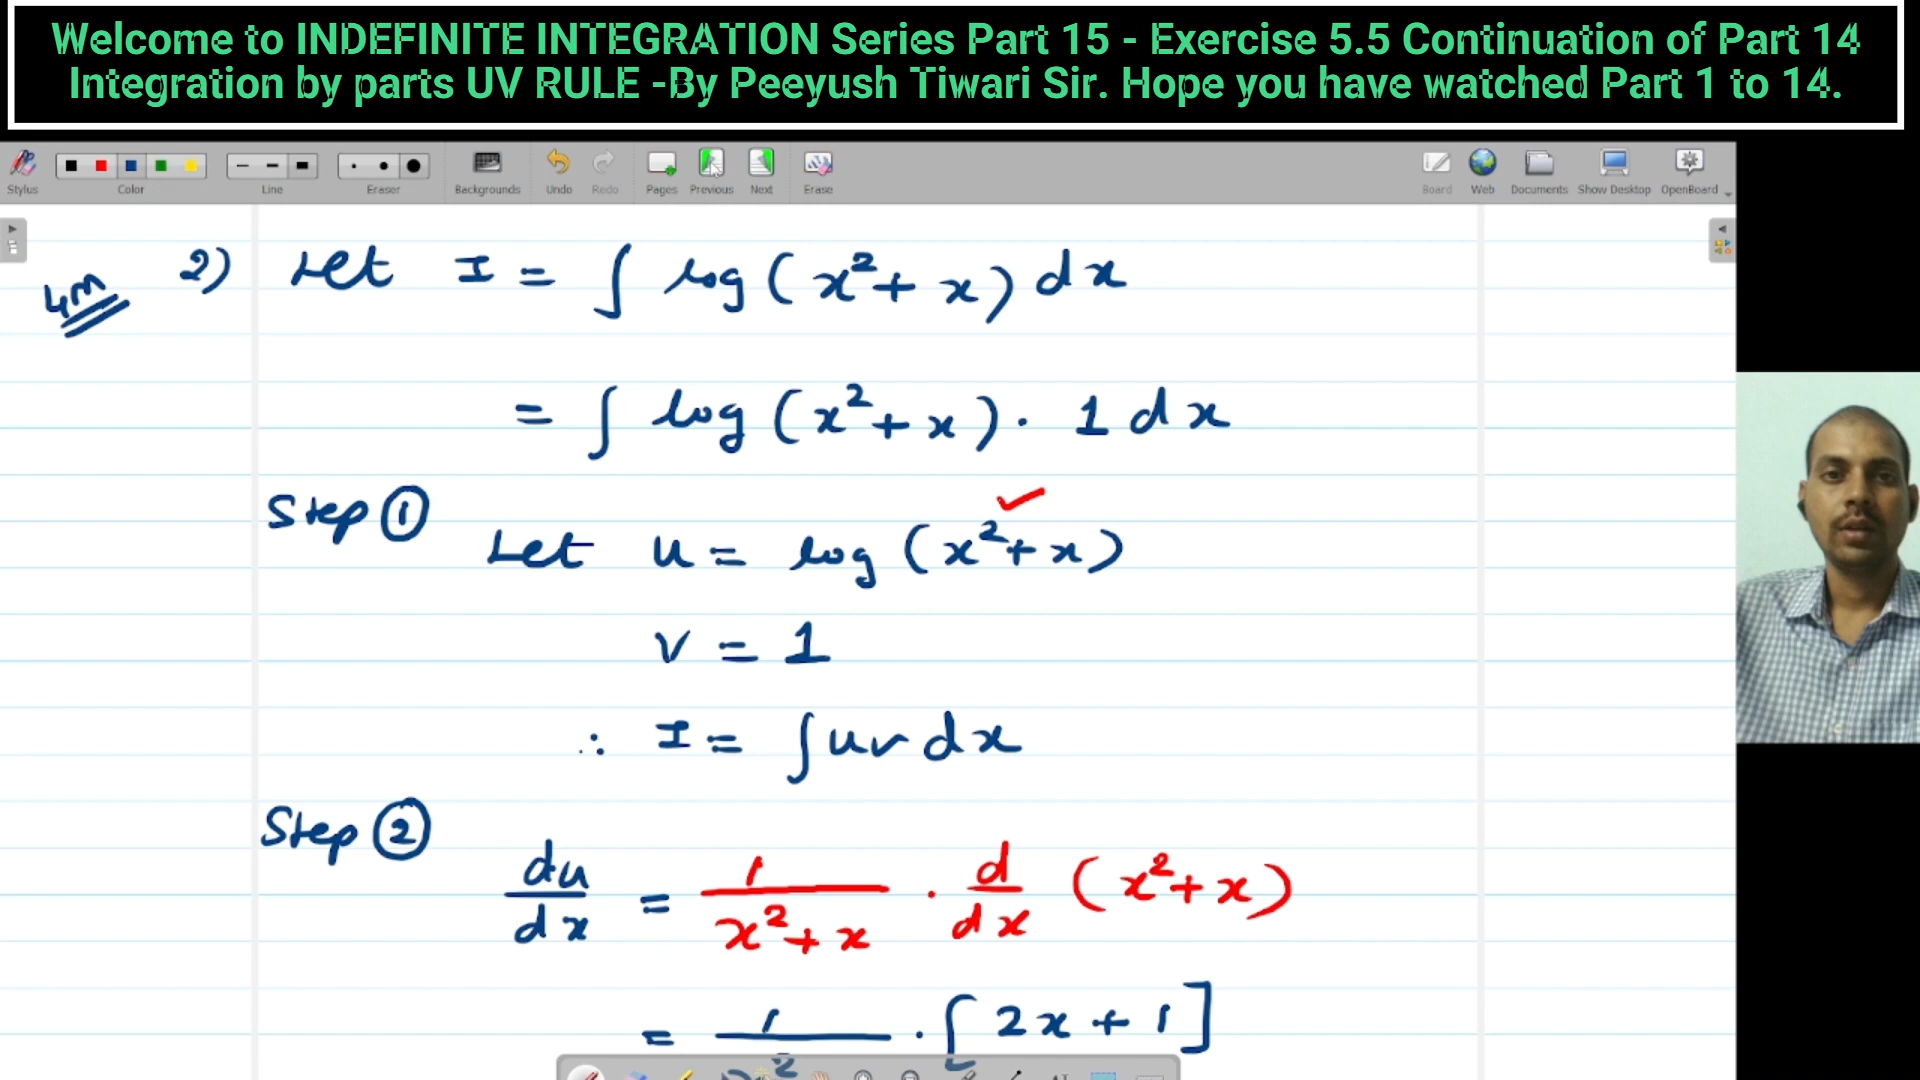 Welcome to INDEFINITE INTEGRATION Series Part 15 - Exercise 5.5 Continuation of Part 14
Integration by parts UV RULE -By Peeyush Tiwari Sir. Hope you have watched Part 1 to 14.
Stylus Color Line Eraser Backgrounds Undo Redo Pages Previous Next Erase Board Web Documents Show Desktop OpenBoard
4M 2) Let I = ∫ log(x²+x) dx
= ∫ log(x²+x). 1 dx
Step ①
Let u = log(x²+x)
v = 1
∴ I = ∫uv dx
Step ②
du/dx = 1/(x²+x) . d/dx (x²+x)
= 1/ . [2x+1]